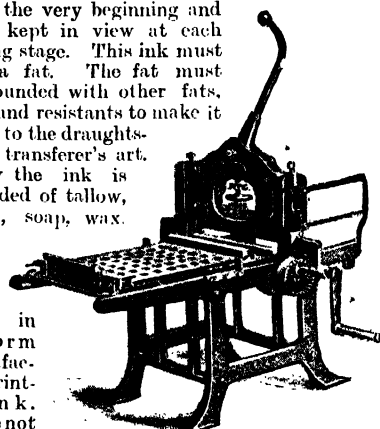 the very beginning and
kept in view at each
g stage. This ink must
a fat. The fat must
ounded with other fats,
and resistants to make it
to the draughts-
transferer's art.
the ink is
ded of tallow,
, soap, wax.
in
orm
fac-
rint-
nk.
not